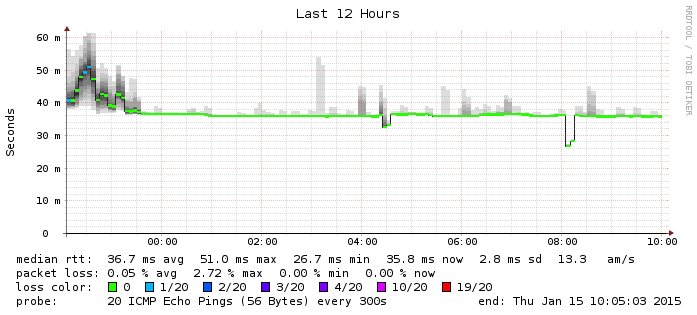 Last 12 Hours
RRDTOOL / TOBI OETIKER
Seconds
60 m
50 m
40 m
30 m
20 m
10 m
0
00:00 02:00 04:00 06:00 08:00 10:00
median rtt: 36.7 ms avg 51.0 ms max 26.7 ms min 35.8 ms now 2.8 ms sd 13.3 am/s
packet loss: 0.05 % avg 2.72 % max 0.00 % min 0.00 % now
loss color: 0 1/20 2/20 3/20 4/20 10/20 19/20
probe: 20 ICMP Echo Pings (56 Bytes) every 300s end: Thu Jan 15 10:05:03 2015